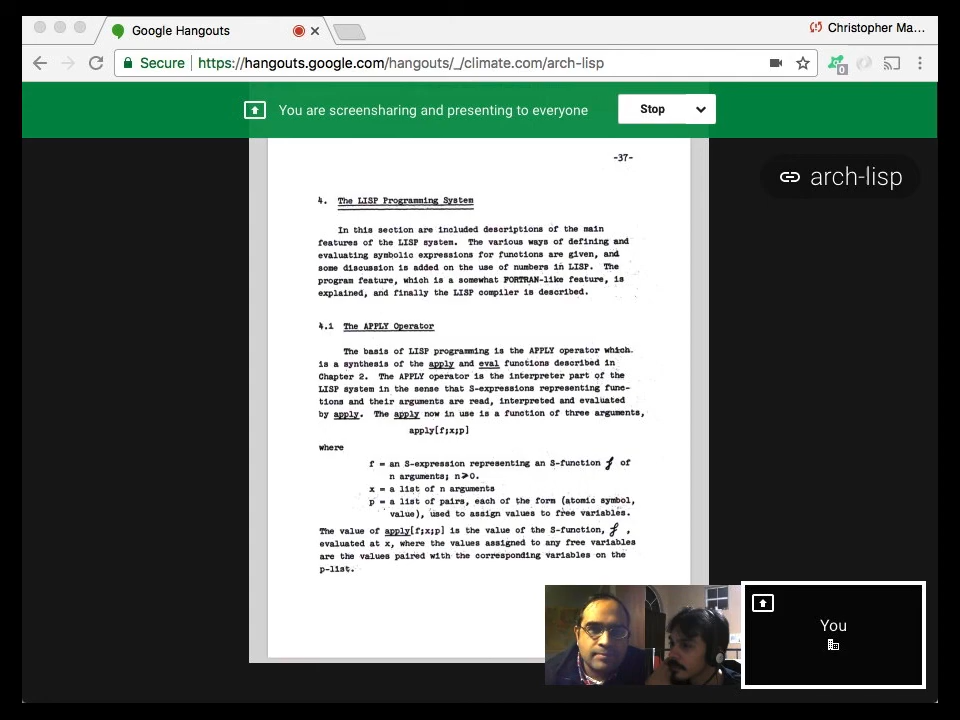 Google Hangouts
Christopher Ma...
Secure
https://hangouts.google.com/hangouts/_/climate.com/arch-lisp
0
You are screensharing and presenting to everyone
Stop
arch-lisp
-37-
4. The LISP Programming System
In this section are included descriptions of the main
features of the LISP system. The various ways of defining and
evaluating symbolic expressions for functions are given, and
some discussion is added on the use of numbers in LISP. The
program feature, which is a somewhat FORTRAN-like feature, is
explained, and finally the LISP compiler is described.
4.1 The APPLY Operator
The basis of LISP programming is the APPLY operator which
is a synthesis of the apply and eval functions described in
Chapter 2. The APPLY operator is the interpreter part of the
LISP system in the sense that S-expressions representing func-
tions and their arguments are read, interpreted and evaluated
by apply. The apply now in use is a function of three arguments,
apply[f;x;p]
where
f = an S-expression representing an S-function f of
n arguments; n≥0.
x = a list of n arguments
p = a list of pairs, each of the form (atomic symbol,
value), used to assign values to free variables.
The value of apply[f;x;p] is the value of the S-function, f ,
evaluated at x, where the values assigned to any free variables
are the values paired with the corresponding variables on the
p-list.
You